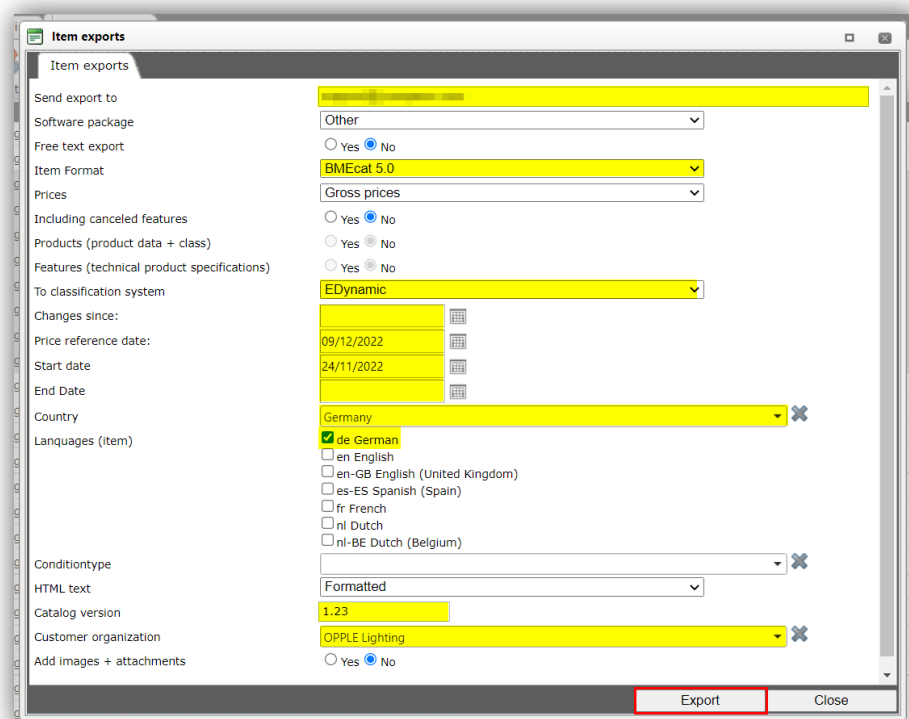 Item exports
Item exports
Send export to
Software package Other
Free text export Yes No
Item Format BMEcat 5.0
Prices Gross prices
Including canceled features Yes No
Products (product data + class) Yes No
Features (technical product specifications) Yes No
To classification system EDynamic
Changes since:
Price reference date: 09/12/2022
Start date 24/11/2022
End Date
Country Germany
Languages (item) de German
en English
en-GB English (United Kingdom)
es-ES Spanish (Spain)
fr French
nl Dutch
nl-BE Dutch (Belgium)
Conditiontype
HTML text Formatted
Catalog version 1.23
Customer organization OPPLE Lighting
Add images + attachments Yes No
Export Close